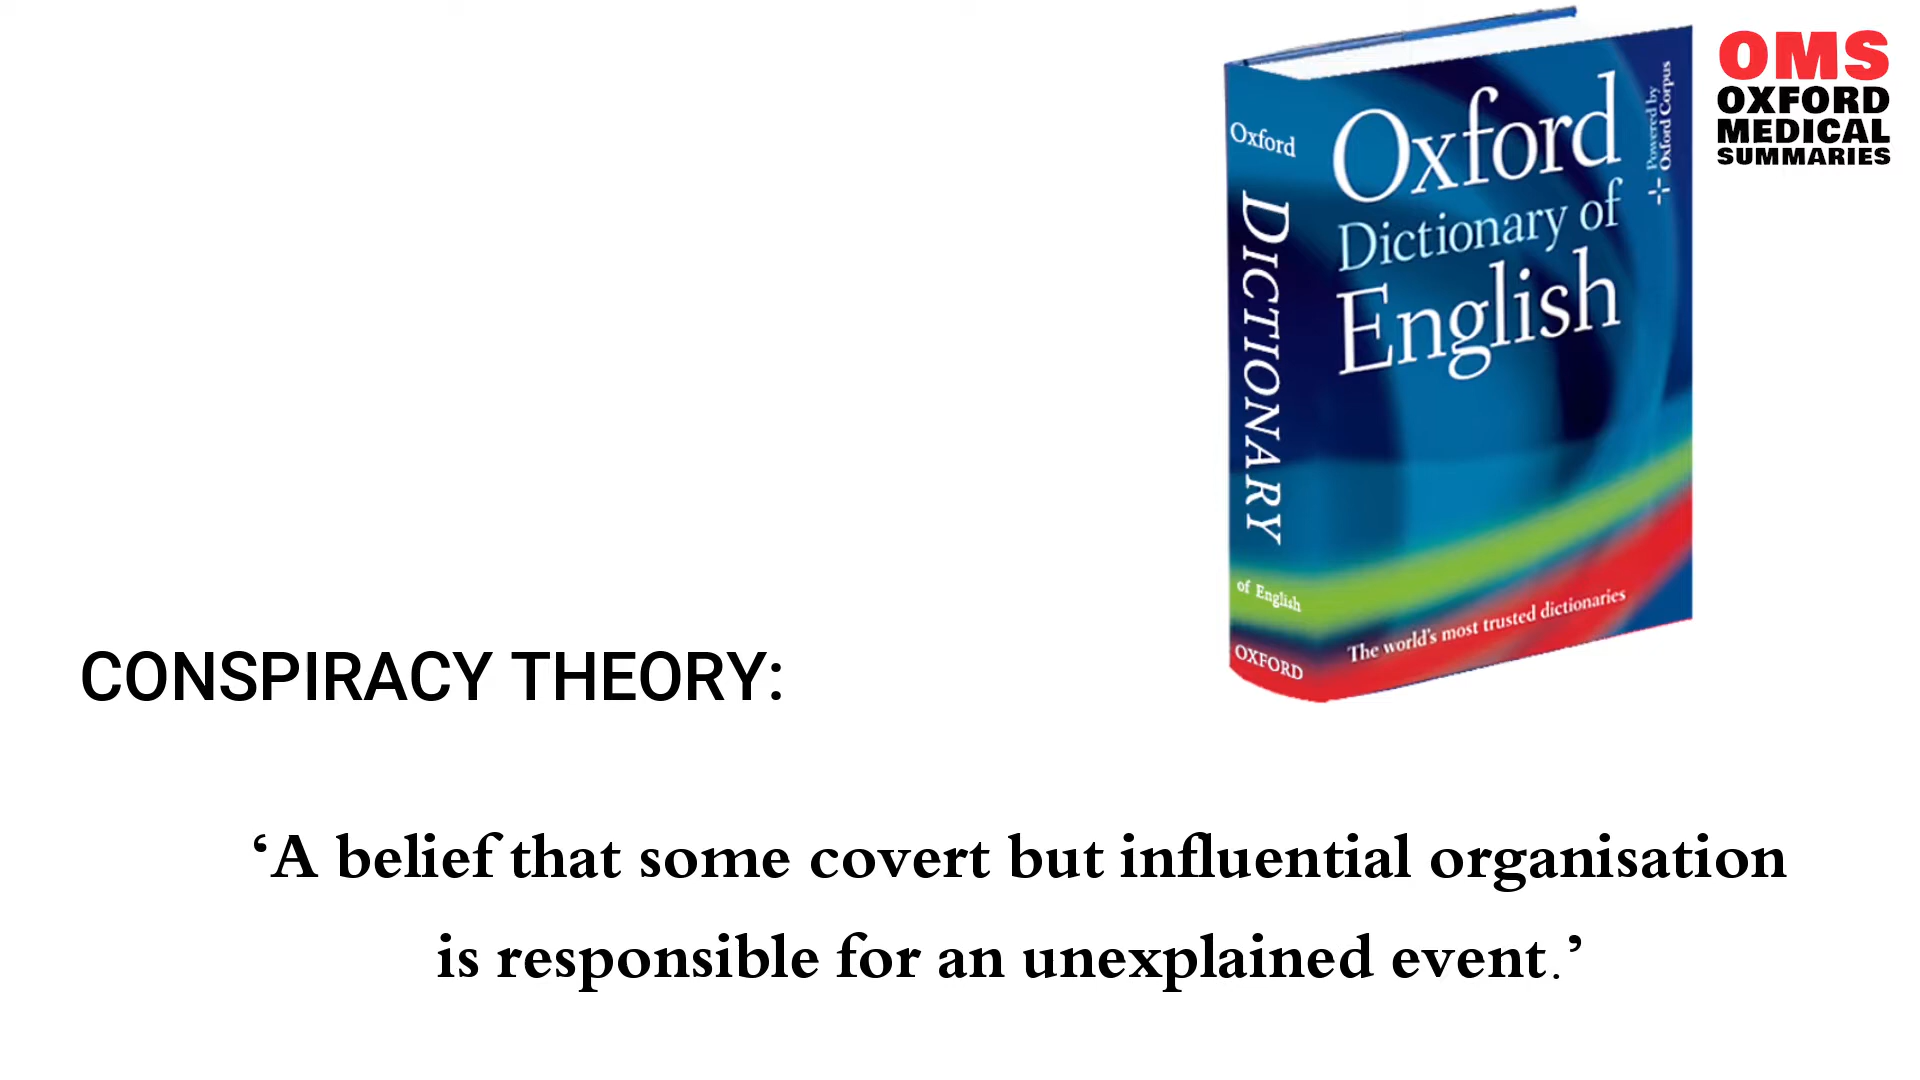 OMS
OXFORD
MEDICAL
SUMMARIES
Oxford
DICTIONARY
of English
OXFORD
Oxford
Dictionary of
English
Powered by
Oxford Corpus
The world's most trusted dictionaries
CONSPIRACY THEORY:
‘A belief that some covert but influential organisation
is responsible for an unexplained event.’